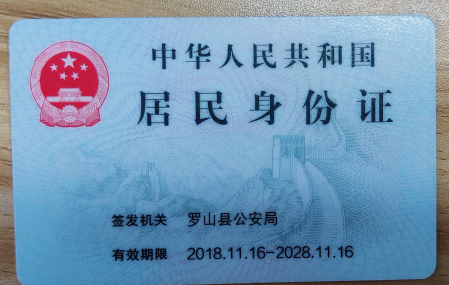 中华人民共和国
居民身份证
签发机关 罗山县公安局
有效期限 2018.11.16-2028.11.16